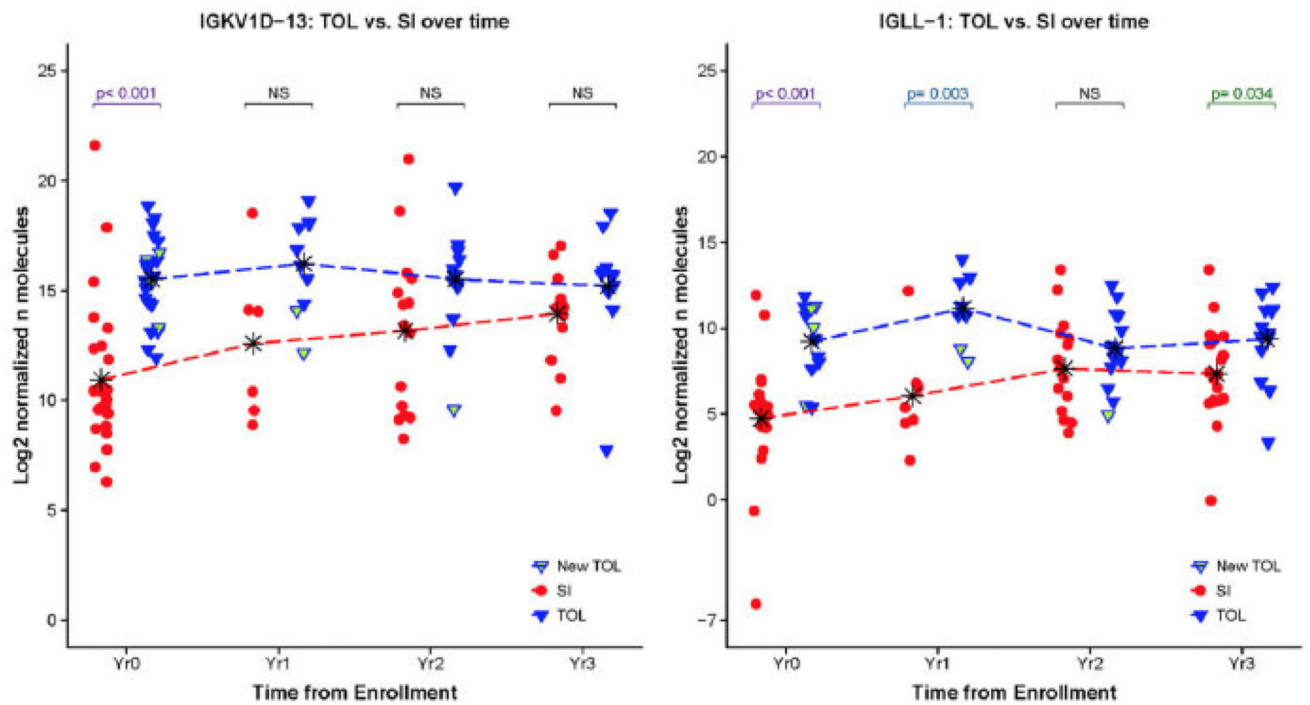 IGKV1D−13: TOL vs. SI over time
Log2 normalized n molecules
25
20
15
10
5
0
p< 0.001
NS
NS
NS
New TOL
SI
TOL
Yr0
Yr1
Yr2
Yr3
Time from Enrollment
IGLL−1: TOL vs. SI over time
Log2 normalized n molecules
25
20
15
10
5
0
−7
p< 0.001
p= 0.003
NS
p= 0.034
New TOL
SI
TOL
Yr0
Yr1
Yr2
Yr3
Time from Enrollment